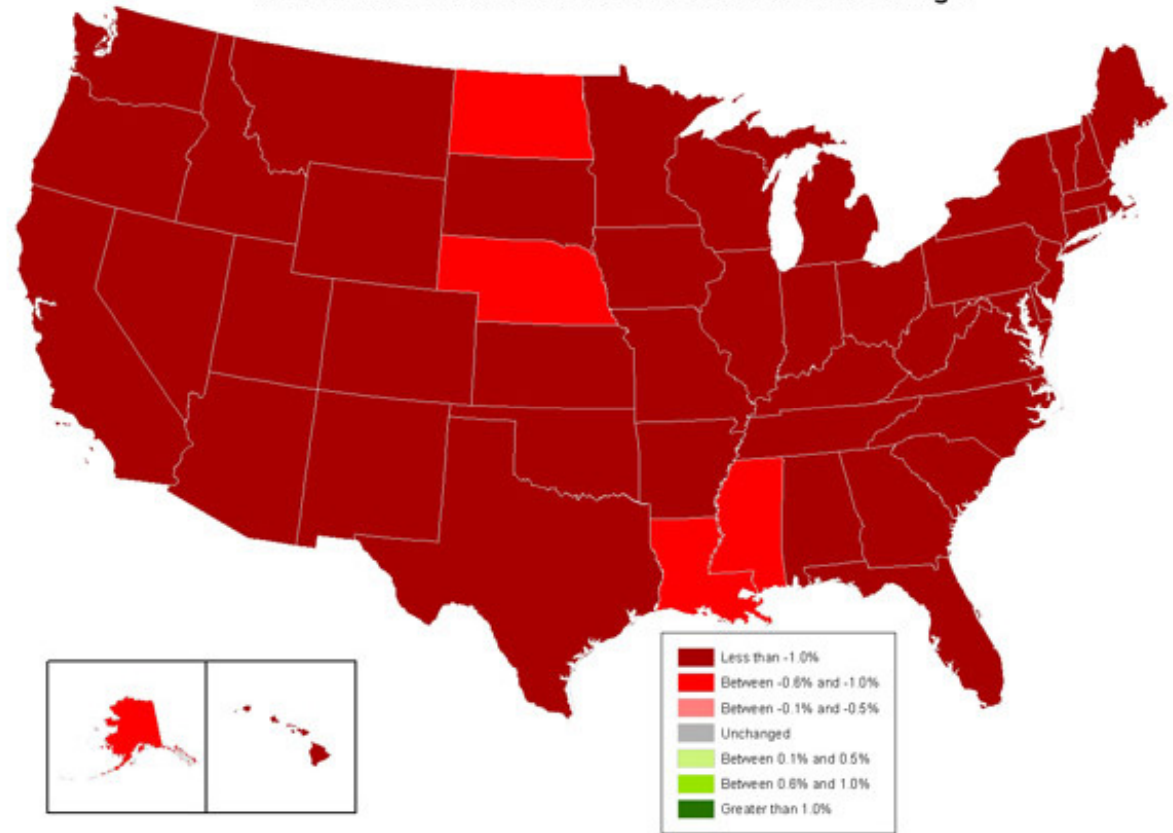 Less than -1.0%
Between -0.6% and -1.0%
Between -0.1% and -0.5%
Unchanged
Between 0.1% and 0.5%
Between 0.6% and 1.0%
Greater than 1.0%